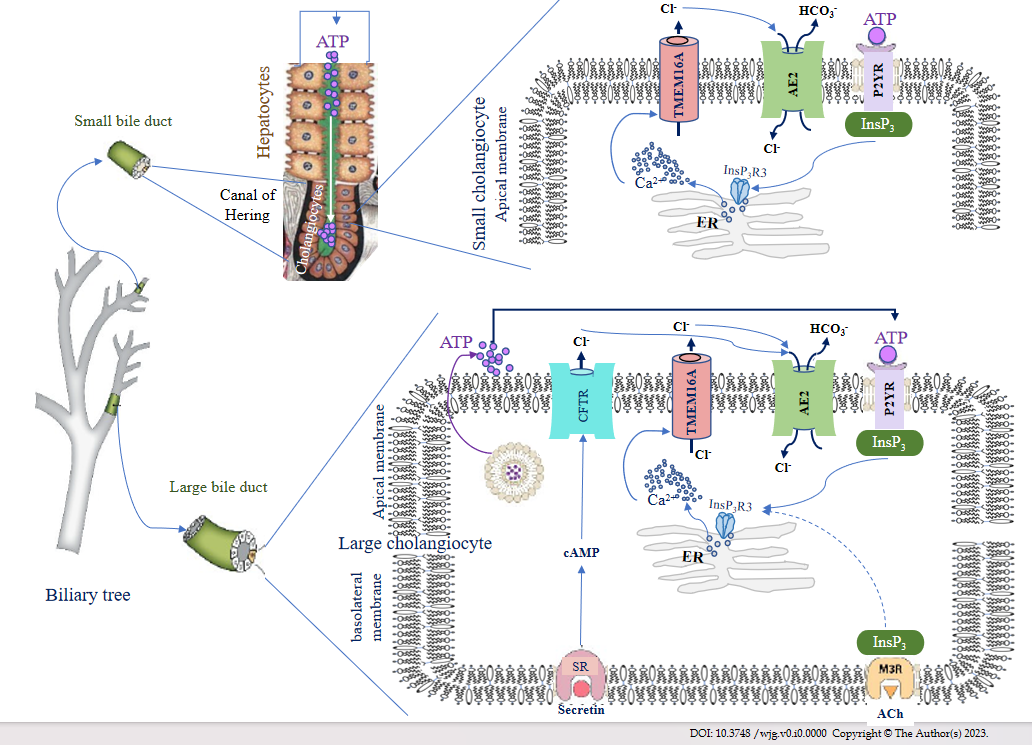 ATP
Hepatocytes
Small bile duct
Canal of
Hering
Cholangiocytes
Small cholangiocyte
Apical membrane
Cl-
HCO3-
ATP
TMEM16A
AE2
P2YR
InsP3
Cl-
InsP3R3
Ca2+
ER
Biliary tree
Large bile duct
ATP
Cl-
Cl-
HCO3-
ATP
CFTR
TMEM16A
AE2
P2YR
InsP3
Cl-
Cl-
Ca2+
InsP3R3
ER
Apical membrane
Large cholangiocyte
cAMP
basolateral
membrane
InsP3
SR
M3R
Secretin
ACh
DOI: 10.3748 /wjg.v0.i0.0000 Copyright © The Author(s) 2023.